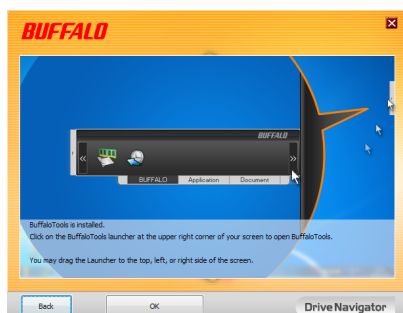 BUFFALO
BUFFALO
BUFFALO Application Document
BuffaloTools is installed.
Click on the BuffaloTools launcher at the upper right corner of your screen to open BuffaloTools.
You may drag the Launcher to the top, left, or right side of the screen.
Back OK DriveNavigator